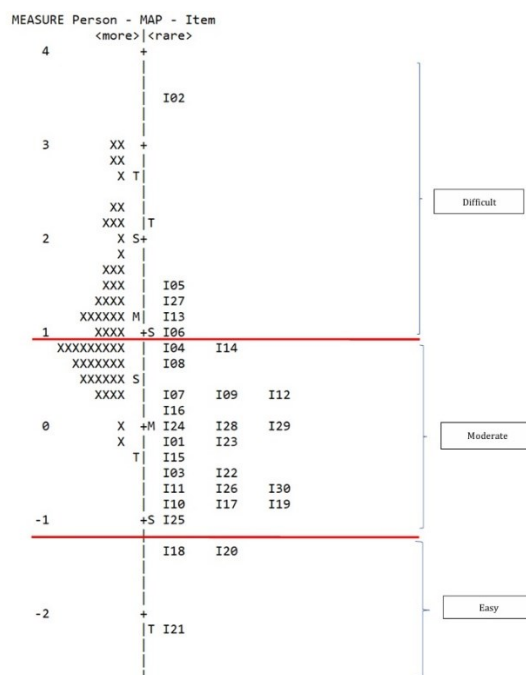 MEASURE Person - MAP - Item
<more>|<rare>
4 +
|
|
| I02
|
|
3 XX +
XX |
X T|
|
XX |
XXX |T
2 X S+
X |
XXX |
XXX | I05
XXXX | I27
XXXXXX M| I13
1 XXXX +S I06
XXXXXXXXX | I04 I14
XXXXXXX | I08
XXXXXX S|
XXXX | I07 I09 I12
| I16
0 X +M I24 I28 I29
X | I01 I23
T| I15
| I03 I22
| I11 I26 I30
| I10 I17 I19
-1 +S I25
|
| I18 I20
|
|
|
-2 +
|T I21
|
|
Difficult
Moderate
Easy